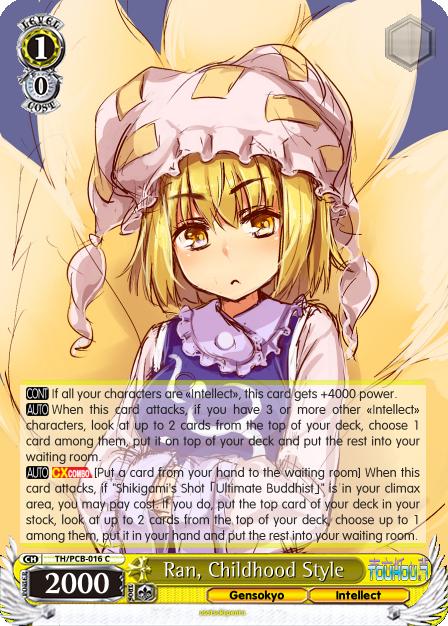 LEVEL
1
0
COST
CONT If all your characters are «Intellect», this card gets +4000 power.
AUTO When this card attacks, if you have 3 or more other «Intellect»
characters, look at up to 2 cards from the top of your deck, choose 1
card among them, put it on top of your deck and put the rest into your
waiting room.
AUTO CXCOMBO [Put a card from your hand to the waiting room] When this
card attacks, if "Shikigami's Shot「Ultimate Buddhist」" is in your climax
area, you may pay cost. If you do, put the top card of your deck in your
stock, look at up to 2 cards from the top of your deck, choose up to 1
among them, put it in your hand and put the rest into your waiting room.
CH TH/PCB-016 C
POWER 2000 SOUL Ran, Childhood Style TOUHOU
Gensokyo Intellect